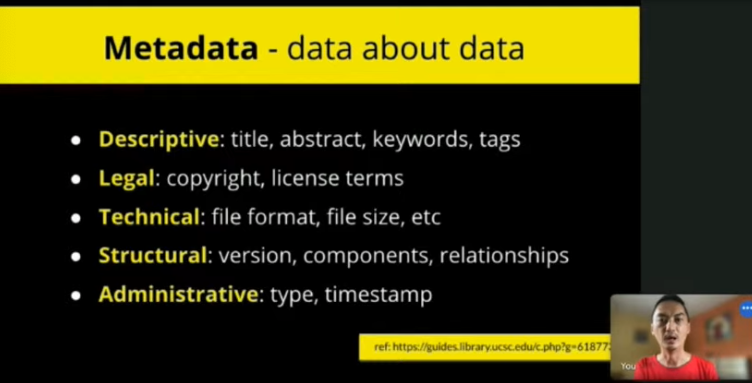 Metadata - data about data
• Descriptive: title, abstract, keywords, tags
• Legal: copyright, license terms
• Technical: file format, file size, etc
• Structural: version, components, relationships
• Administrative: type, timestamp
ref: https://guides.library.ucsc.edu/c.php?g=61877
You